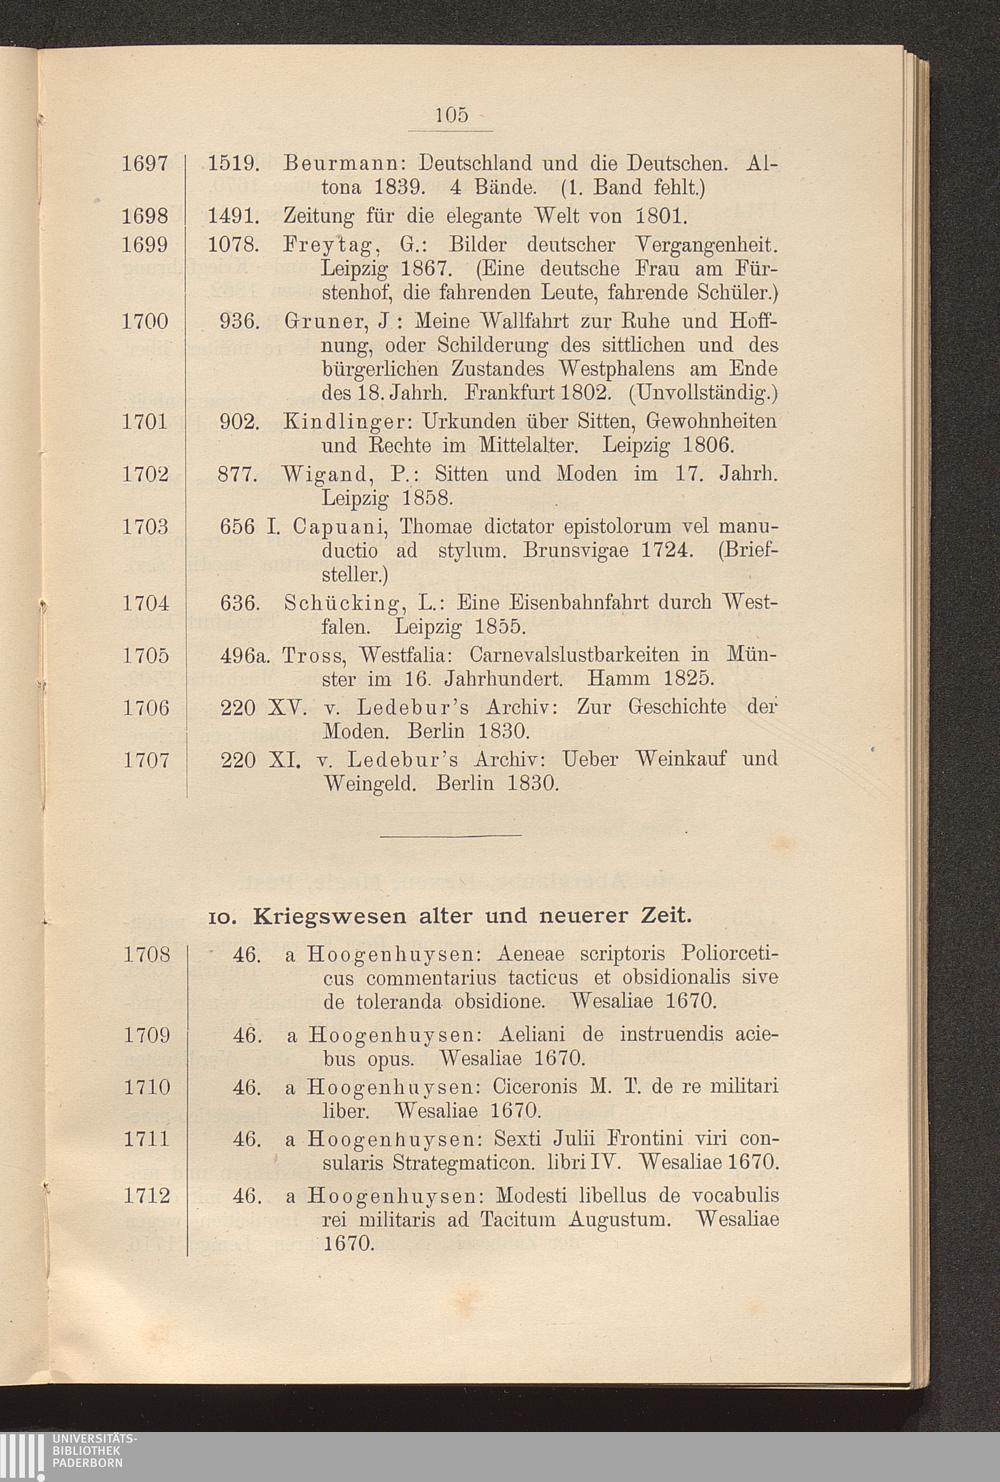 105
1697 1519. Beurmann: Deutschland und die Deutschen. Al-
tona 1839. 4 Bände. (1. Band fehlt.)
1698 1491. Zeitung für die elegante Welt von 1801.
1699 1078. Freytag, G.: Bilder deutscher Vergangenheit.
Leipzig 1867. (Eine deutsche Frau am Für-
stenhof, die fahrenden Leute, fahrende Schüler.)
1700 936. Gruner, J : Meine Wallfahrt zur Ruhe und Hoff-
nung, oder Schilderung des sittlichen und des
bürgerlichen Zustandes Westphalens am Ende
des 18. Jahrh. Frankfurt 1802. (Unvollständig.)
1701 902. Kindlinger: Urkunden über Sitten, Gewohnheiten
und Rechte im Mittelalter. Leipzig 1806.
1702 877. Wigand, P.: Sitten und Moden im 17. Jahrh.
Leipzig 1858.
1703 656 I. Capuani, Thomae dictator epistolorum vel manu-
ductio ad stylum. Brunsvigae 1724. (Brief-
steller.)
1704 636. Schücking, L.: Eine Eisenbahnfahrt durch West-
falen. Leipzig 1855.
1705 496a. Tross, Westfalia: Carnevalslustbarkeiten in Mün-
ster im 16. Jahrhundert. Hamm 1825.
1706 220 XV. v. Ledebur's Archiv: Zur Geschichte der
Moden. Berlin 1830.
1707 220 XI. v. Ledebur's Archiv: Ueber Weinkauf und
Weingeld. Berlin 1830.
10. Kriegswesen alter und neuerer Zeit.
1708 46. a Hoogenhuysen: Aeneae scriptoris Poliorceti-
cus commentarius tacticus et obsidionalis sive
de toleranda obsidione. Wesaliae 1670.
1709 46. a Hoogenhuysen: Aeliani de instruendis acie-
bus opus. Wesaliae 1670.
1710 46. a Hoogenhuysen: Ciceronis M. T. de re militari
liber. Wesaliae 1670.
1711 46. a Hoogenhuysen: Sexti Julii Frontini viri con-
sularis Strategmaticon. libri IV. Wesaliae 1670.
1712 46. a Hoogenhuysen: Modesti libellus de vocabulis
rei militaris ad Tacitum Augustum. Wesaliae
1670.
UNIVERSITÄTS-
BIBLIOTHEK
PADERBORN